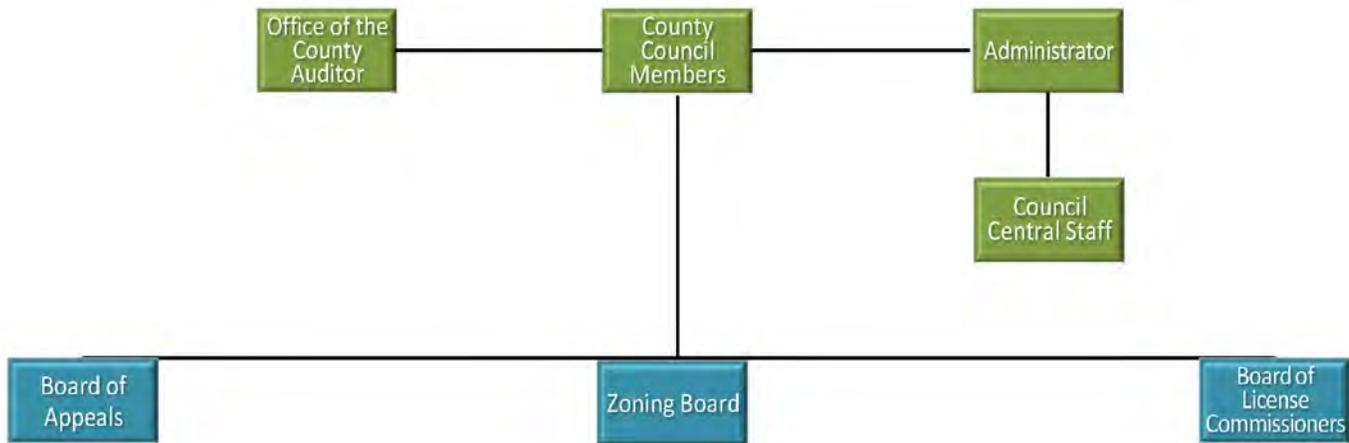 Office of the
County
Auditor
County
Council
Members
Administrator
Council
Central Staff
Board of
Appeals
Zoning Board
Board of
License
Commissioners